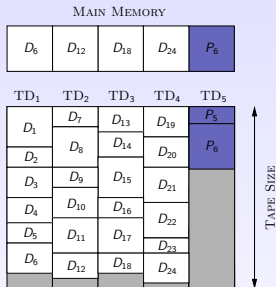 MAIN MEMORY
D6 D12 D18 D24 P6
TD1 TD2 TD3 TD4 TD5
D1 D7 D13 D19 P5
D2 D8 D14 D20 P6
D3 D9 D15 D21
D4 D10 D16 D22
D5 D11 D17 D23
D6 D12 D18 D24
TAPE SIZE